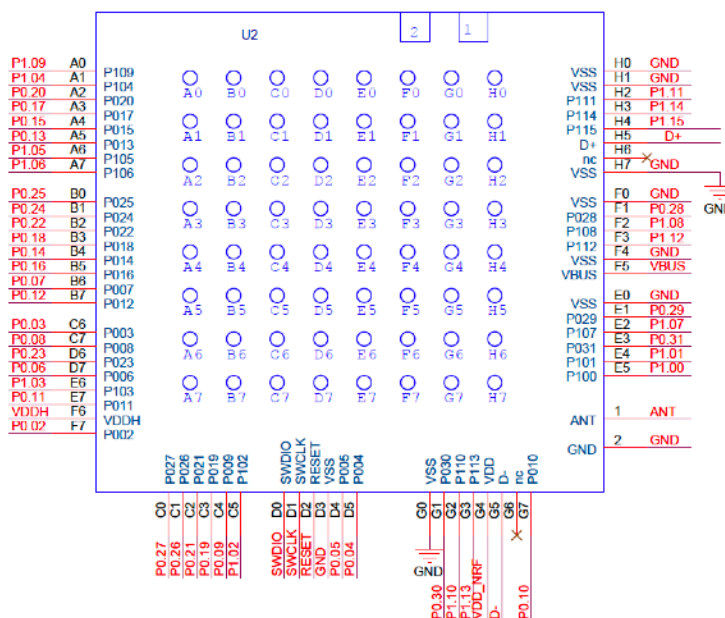 U2
2 1
P1.09 A0 P109
P1.04 A1 P104
P0.20 A2 P020
P0.17 A3 P017
P0.15 A4 P015
P0.13 A5 P013
P1.05 A6 P105
P1.06 A7 P106
P0.25 B0 P025
P0.24 B1 P024
P0.22 B2 P022
P0.18 B3 P018
P0.14 B4 P014
P0.16 B5 P016
P0.07 B6 P007
P0.12 B7 P012
P0.03 C6 P003
P0.08 C7 P008
P0.23 D6 P023
P0.06 D7 P006
P1.03 E6 P103
P0.11 E7 P011
VDDH F6 VDDH
P0.02 F7 P002
A0 B0 C0 D0 E0 F0 G0 H0
A1 B1 C1 D1 E1 F1 G1 H1
A2 B2 C2 D2 E2 F2 G2 H2
A3 B3 C3 D3 E3 F3 G3 H3
A4 B4 C4 D4 E4 F4 G4 H4
A5 B5 C5 D5 E5 F5 G5 H5
A6 B6 C6 D6 E6 F6 G6 H6
A7 B7 C7 D7 E7 F7 G7 H7
VSS H0 GND
VSS H1 GND
P111 H2 P1.11
P114 H3 P1.14
P115 H4 P1.15
D+ H5 D+
nc H6
VSS H7 GND
GND
VSS F0 GND
P028 F1 P0.28
P108 F2 P1.08
P112 F3 P1.12
VSS F4 GND
VBUS F5 VBUS
VSS E0 GND
P029 E1 P0.29
P107 E2 P1.07
P031 E3 P0.31
P101 E4 P1.01
P100 E5 P1.00
ANT 1 ANT
GND 2 GND
P027 C0 P0.27
P026 C1 P0.26
P021 C2 P0.21
P019 C3 P0.19
P009 C4 P0.09
P102 C5 P1.02
SWDIO D0 SWDIO
SWCLK D1 SWCLK
RESET D2 RESET
VSS D3 GND
P005 D4 P0.05
P004 D5 P0.04
VSS G0 GND
P030 G1 P0.30
P110 G2 P1.10
P113 G3 P1.13
VDD G4 VDD_NRF
D- G5 D-
nc G6
P010 G7 P0.10